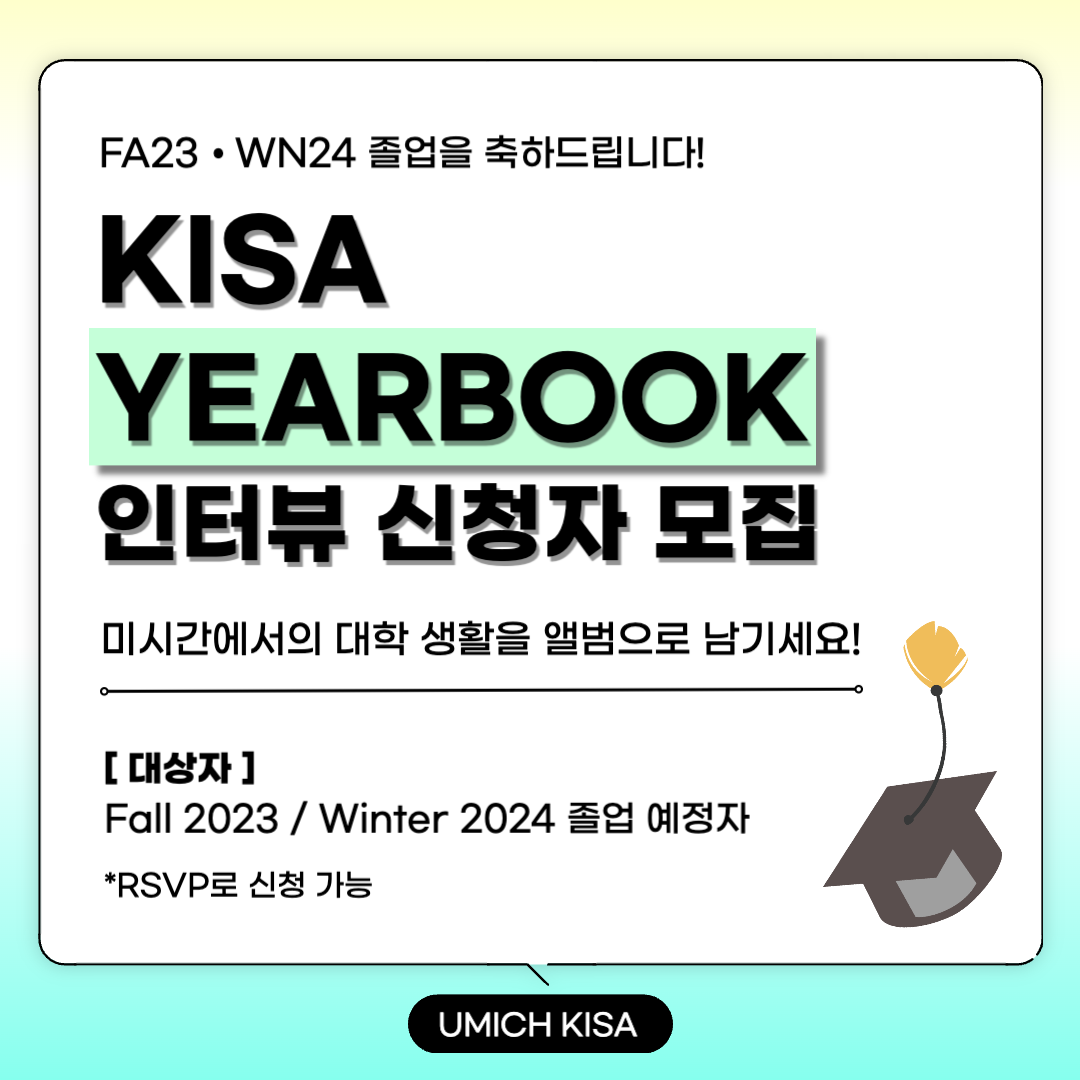 FA23 • WN24 졸업을 축하드립니다!
KISA
YEARBOOK
인터뷰 신청자 모집
미시간에서의 대학 생활을 앨범으로 남기세요!
[ 대상자 ]
Fall 2023 / Winter 2024 졸업 예정자
*RSVP로 신청 가능
UMICH KISA